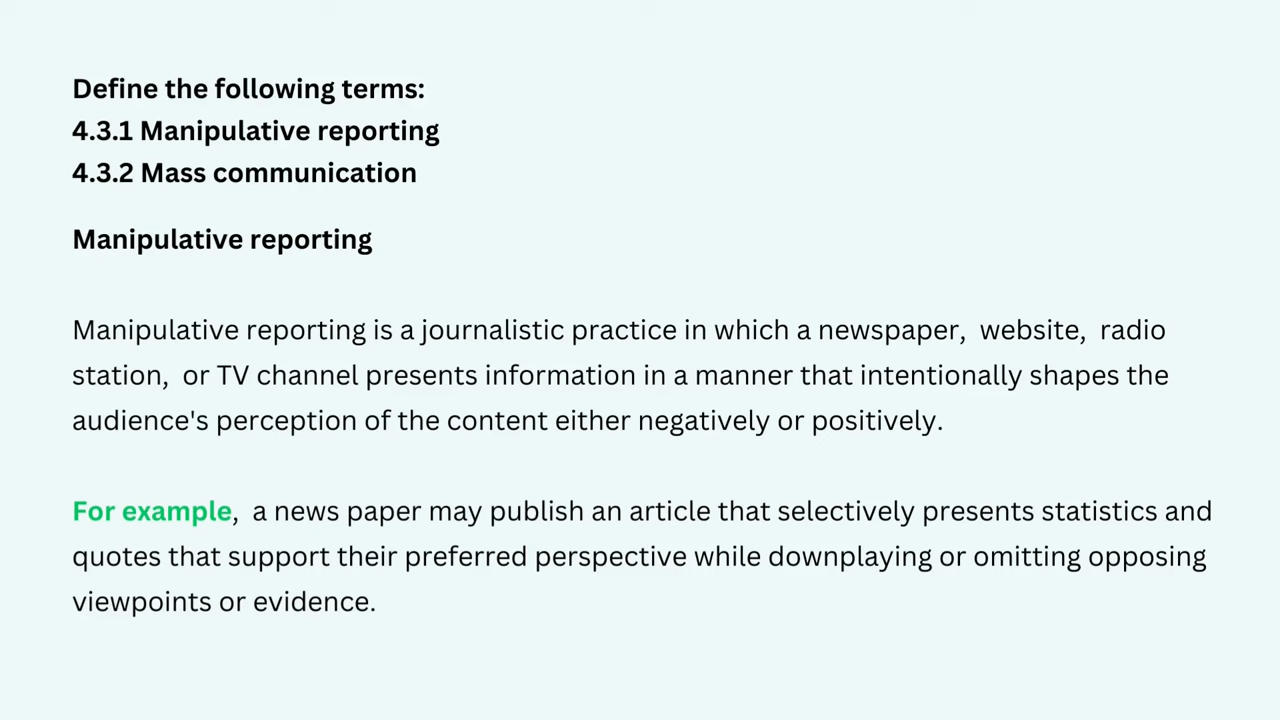 Define the following terms:
4.3.1 Manipulative reporting
4.3.2 Mass communication
Manipulative reporting
Manipulative reporting is a journalistic practice in which a newspaper, website, radio
station, or TV channel presents information in a manner that intentionally shapes the
audience's perception of the content either negatively or positively.
For example, a news paper may publish an article that selectively presents statistics and
quotes that support their preferred perspective while downplaying or omitting opposing
viewpoints or evidence.